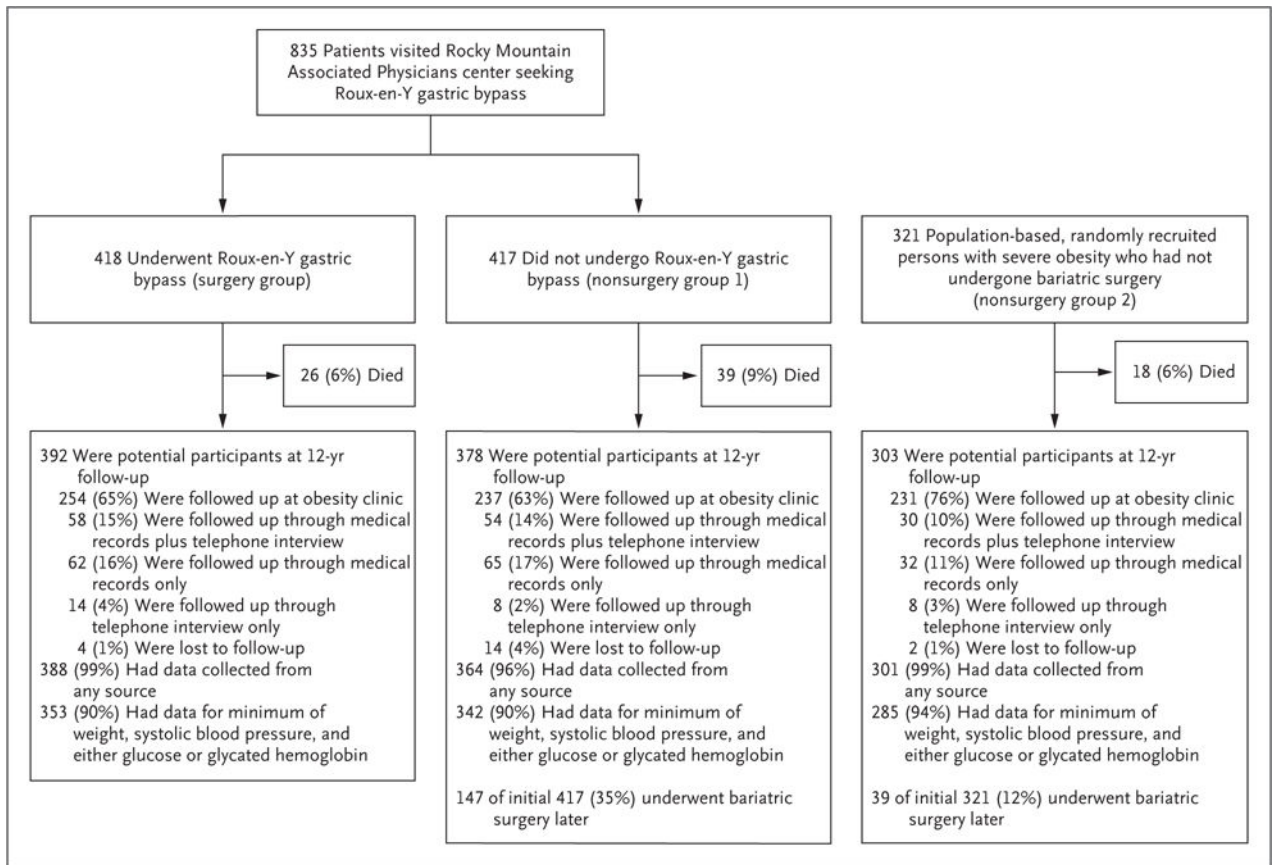 835 Patients visited Rocky Mountain
Associated Physicians center seeking
Roux-en-Y gastric bypass
418 Underwent Roux-en-Y gastric
bypass (surgery group)
417 Did not undergo Roux-en-Y gastric
bypass (nonsurgery group 1)
321 Population-based, randomly recruited
persons with severe obesity who had not
undergone bariatric surgery
(nonsurgery group 2)
26 (6%) Died
39 (9%) Died
18 (6%) Died
392 Were potential participants at 12-yr
follow-up
254 (65%) Were followed up at obesity clinic
58 (15%) Were followed up through medical
records plus telephone interview
62 (16%) Were followed up through medical
records only
14 (4%) Were followed up through
telephone interview only
4 (1%) Were lost to follow-up
388 (99%) Had data collected from
any source
353 (90%) Had data for minimum of
weight, systolic blood pressure, and
either glucose or glycated hemoglobin
378 Were potential participants at 12-yr
follow-up
237 (63%) Were followed up at obesity clinic
54 (14%) Were followed up through medical
records plus telephone interview
65 (17%) Were followed up through medical
records only
8 (2%) Were followed up through
telephone interview only
14 (4%) Were lost to follow-up
364 (96%) Had data collected from
any source
342 (90%) Had data for minimum of
weight, systolic blood pressure, and
either glucose or glycated hemoglobin
147 of initial 417 (35%) underwent bariatric
surgery later
303 Were potential participants at 12-yr
follow-up
231 (76%) Were followed up at obesity clinic
30 (10%) Were followed up through medical
records plus telephone interview
32 (11%) Were followed up through medical
records only
8 (3%) Were followed up through
telephone interview only
2 (1%) Were lost to follow-up
301 (99%) Had data collected from
any source
285 (94%) Had data for minimum of
weight, systolic blood pressure, and
either glucose or glycated hemoglobin
39 of initial 321 (12%) underwent bariatric
surgery later